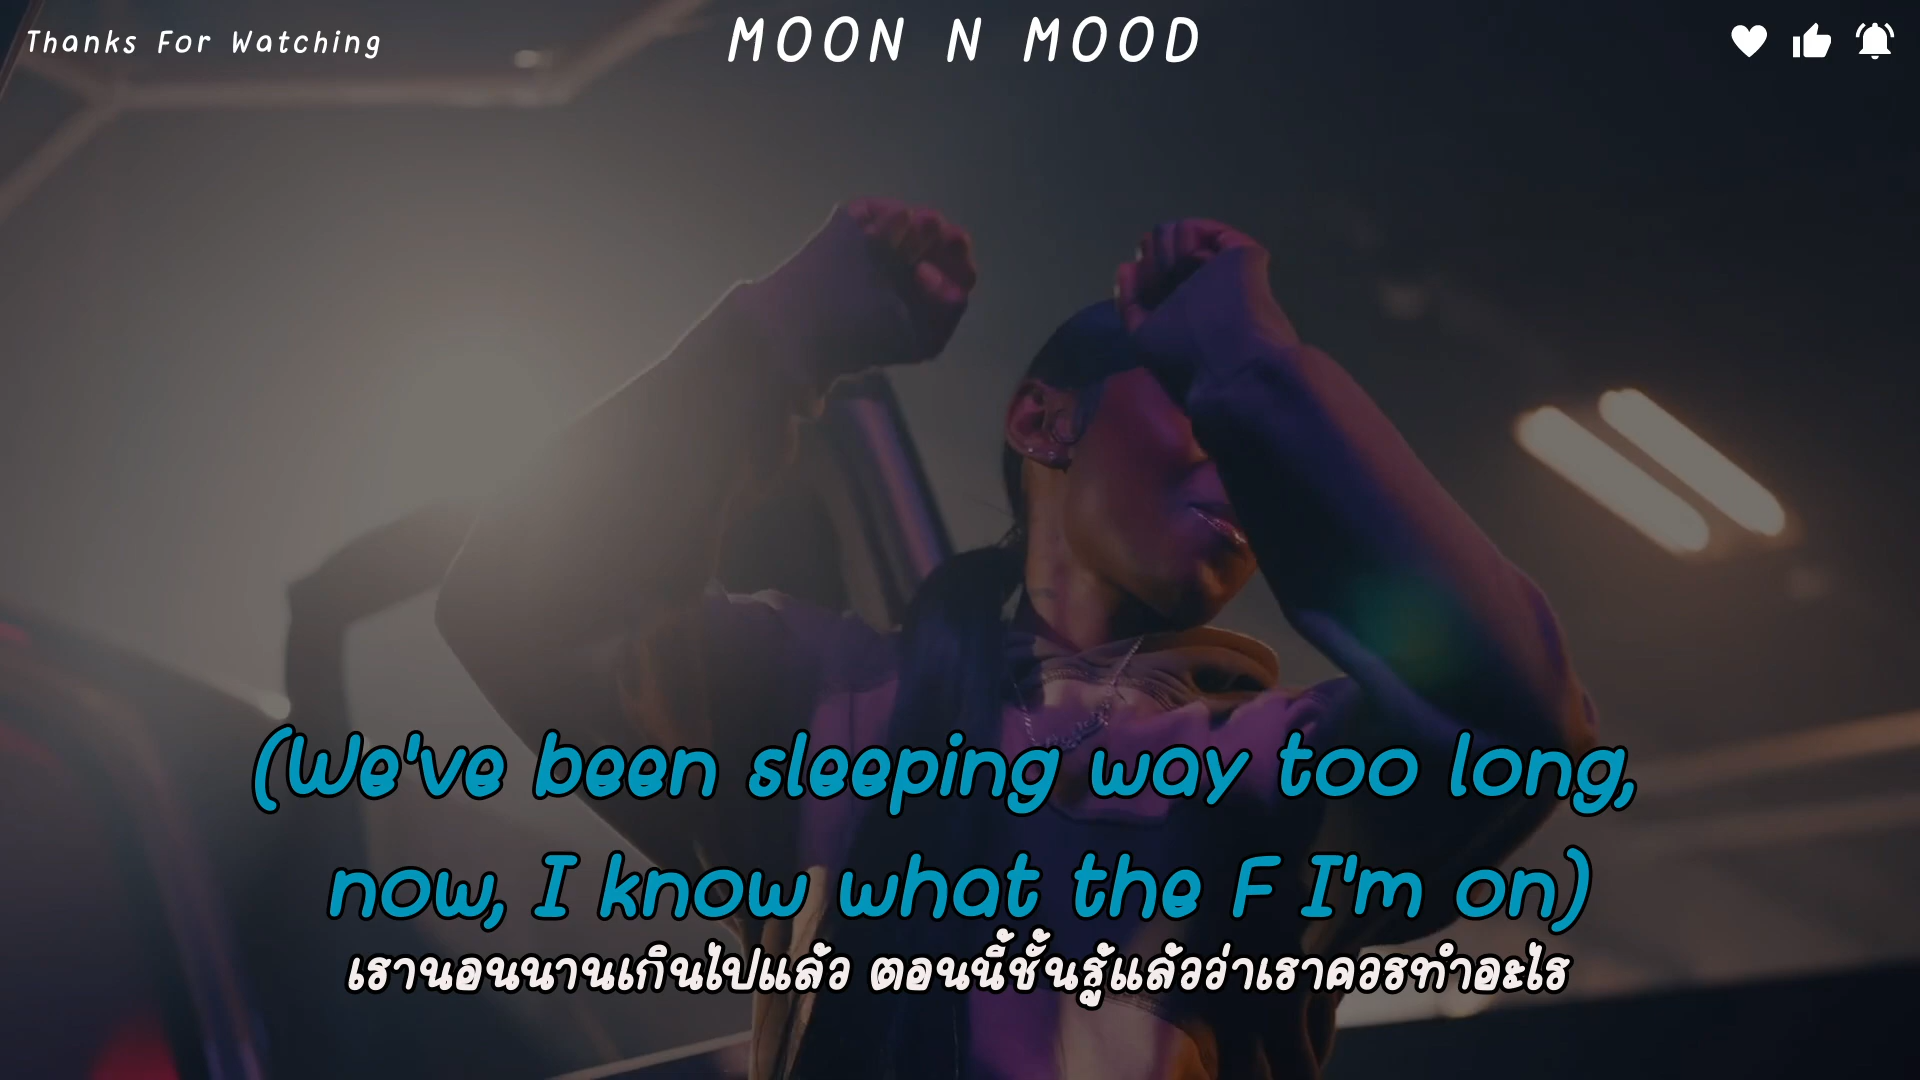 Thanks For Watching
MOON N MOOD
(We've been sleeping way too long,
now, I know what the F I'm on)
เรานอนนานเกินไปแล้ว ตอนนี้ชั้นรู้แล้วว่าเราควรทำอะไร